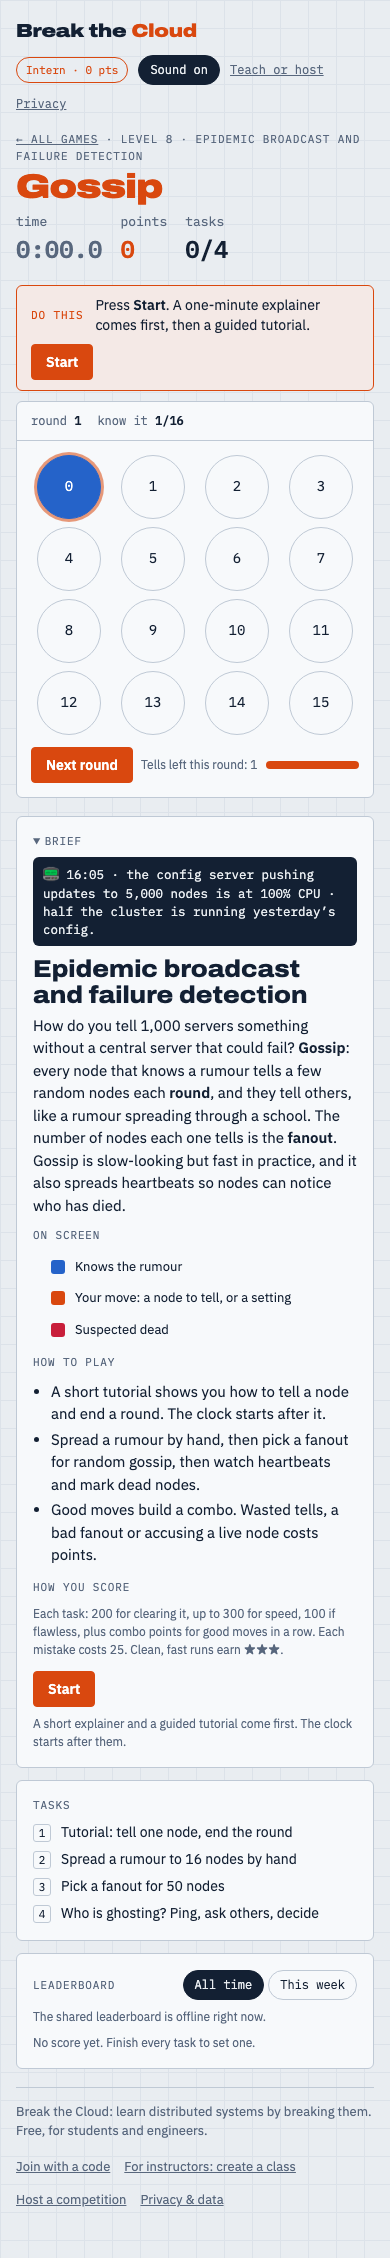 Break the Cloud
Intern · 0 pts Sound on Teach or host
Privacy
← ALL GAMES · LEVEL 8 · EPIDEMIC BROADCAST AND
FAILURE DETECTION
Gossip
time points tasks
0:00.0 0 0/4
DO THIS Press Start. A one-minute explainer
comes first, then a guided tutorial.
Start
round 1 know it 1/16
0 1 2 3
4 5 6 7
8 9 10 11
12 13 14 15
Next round Tells left this round: 1
▼ BRIEF
16:05 · the config server pushing
updates to 5,000 nodes is at 100% CPU ·
half the cluster is running yesterday's
config.
Epidemic broadcast
and failure detection
How do you tell 1,000 servers something
without a central server that could fail? Gossip:
every node that knows a rumour tells a few
random nodes each round, and they tell others,
like a rumour spreading through a school. The
number of nodes each one tells is the fanout.
Gossip is slow-looking but fast in practice, and it
also spreads heartbeats so nodes can notice
who has died.
ON SCREEN
Knows the rumour
Your move: a node to tell, or a setting
Suspected dead
HOW TO PLAY
• A short tutorial shows you how to tell a node
and end a round. The clock starts after it.
• Spread a rumour by hand, then pick a fanout
for random gossip, then watch heartbeats
and mark dead nodes.
• Good moves build a combo. Wasted tells, a
bad fanout or accusing a live node costs
points.
HOW YOU SCORE
Each task: 200 for clearing it, up to 300 for speed, 100 if
flawless, plus combo points for good moves in a row. Each
mistake costs 25. Clean, fast runs earn ★★★.
Start
A short explainer and a guided tutorial come first. The clock
starts after them.
TASKS
1 Tutorial: tell one node, end the round
2 Spread a rumour to 16 nodes by hand
3 Pick a fanout for 50 nodes
4 Who is ghosting? Ping, ask others, decide
LEADERBOARD All time This week
The shared leaderboard is offline right now.
No score yet. Finish every task to set one.
Break the Cloud: learn distributed systems by breaking them.
Free, for students and engineers.
Join with a code For instructors: create a class
Host a competition Privacy & data